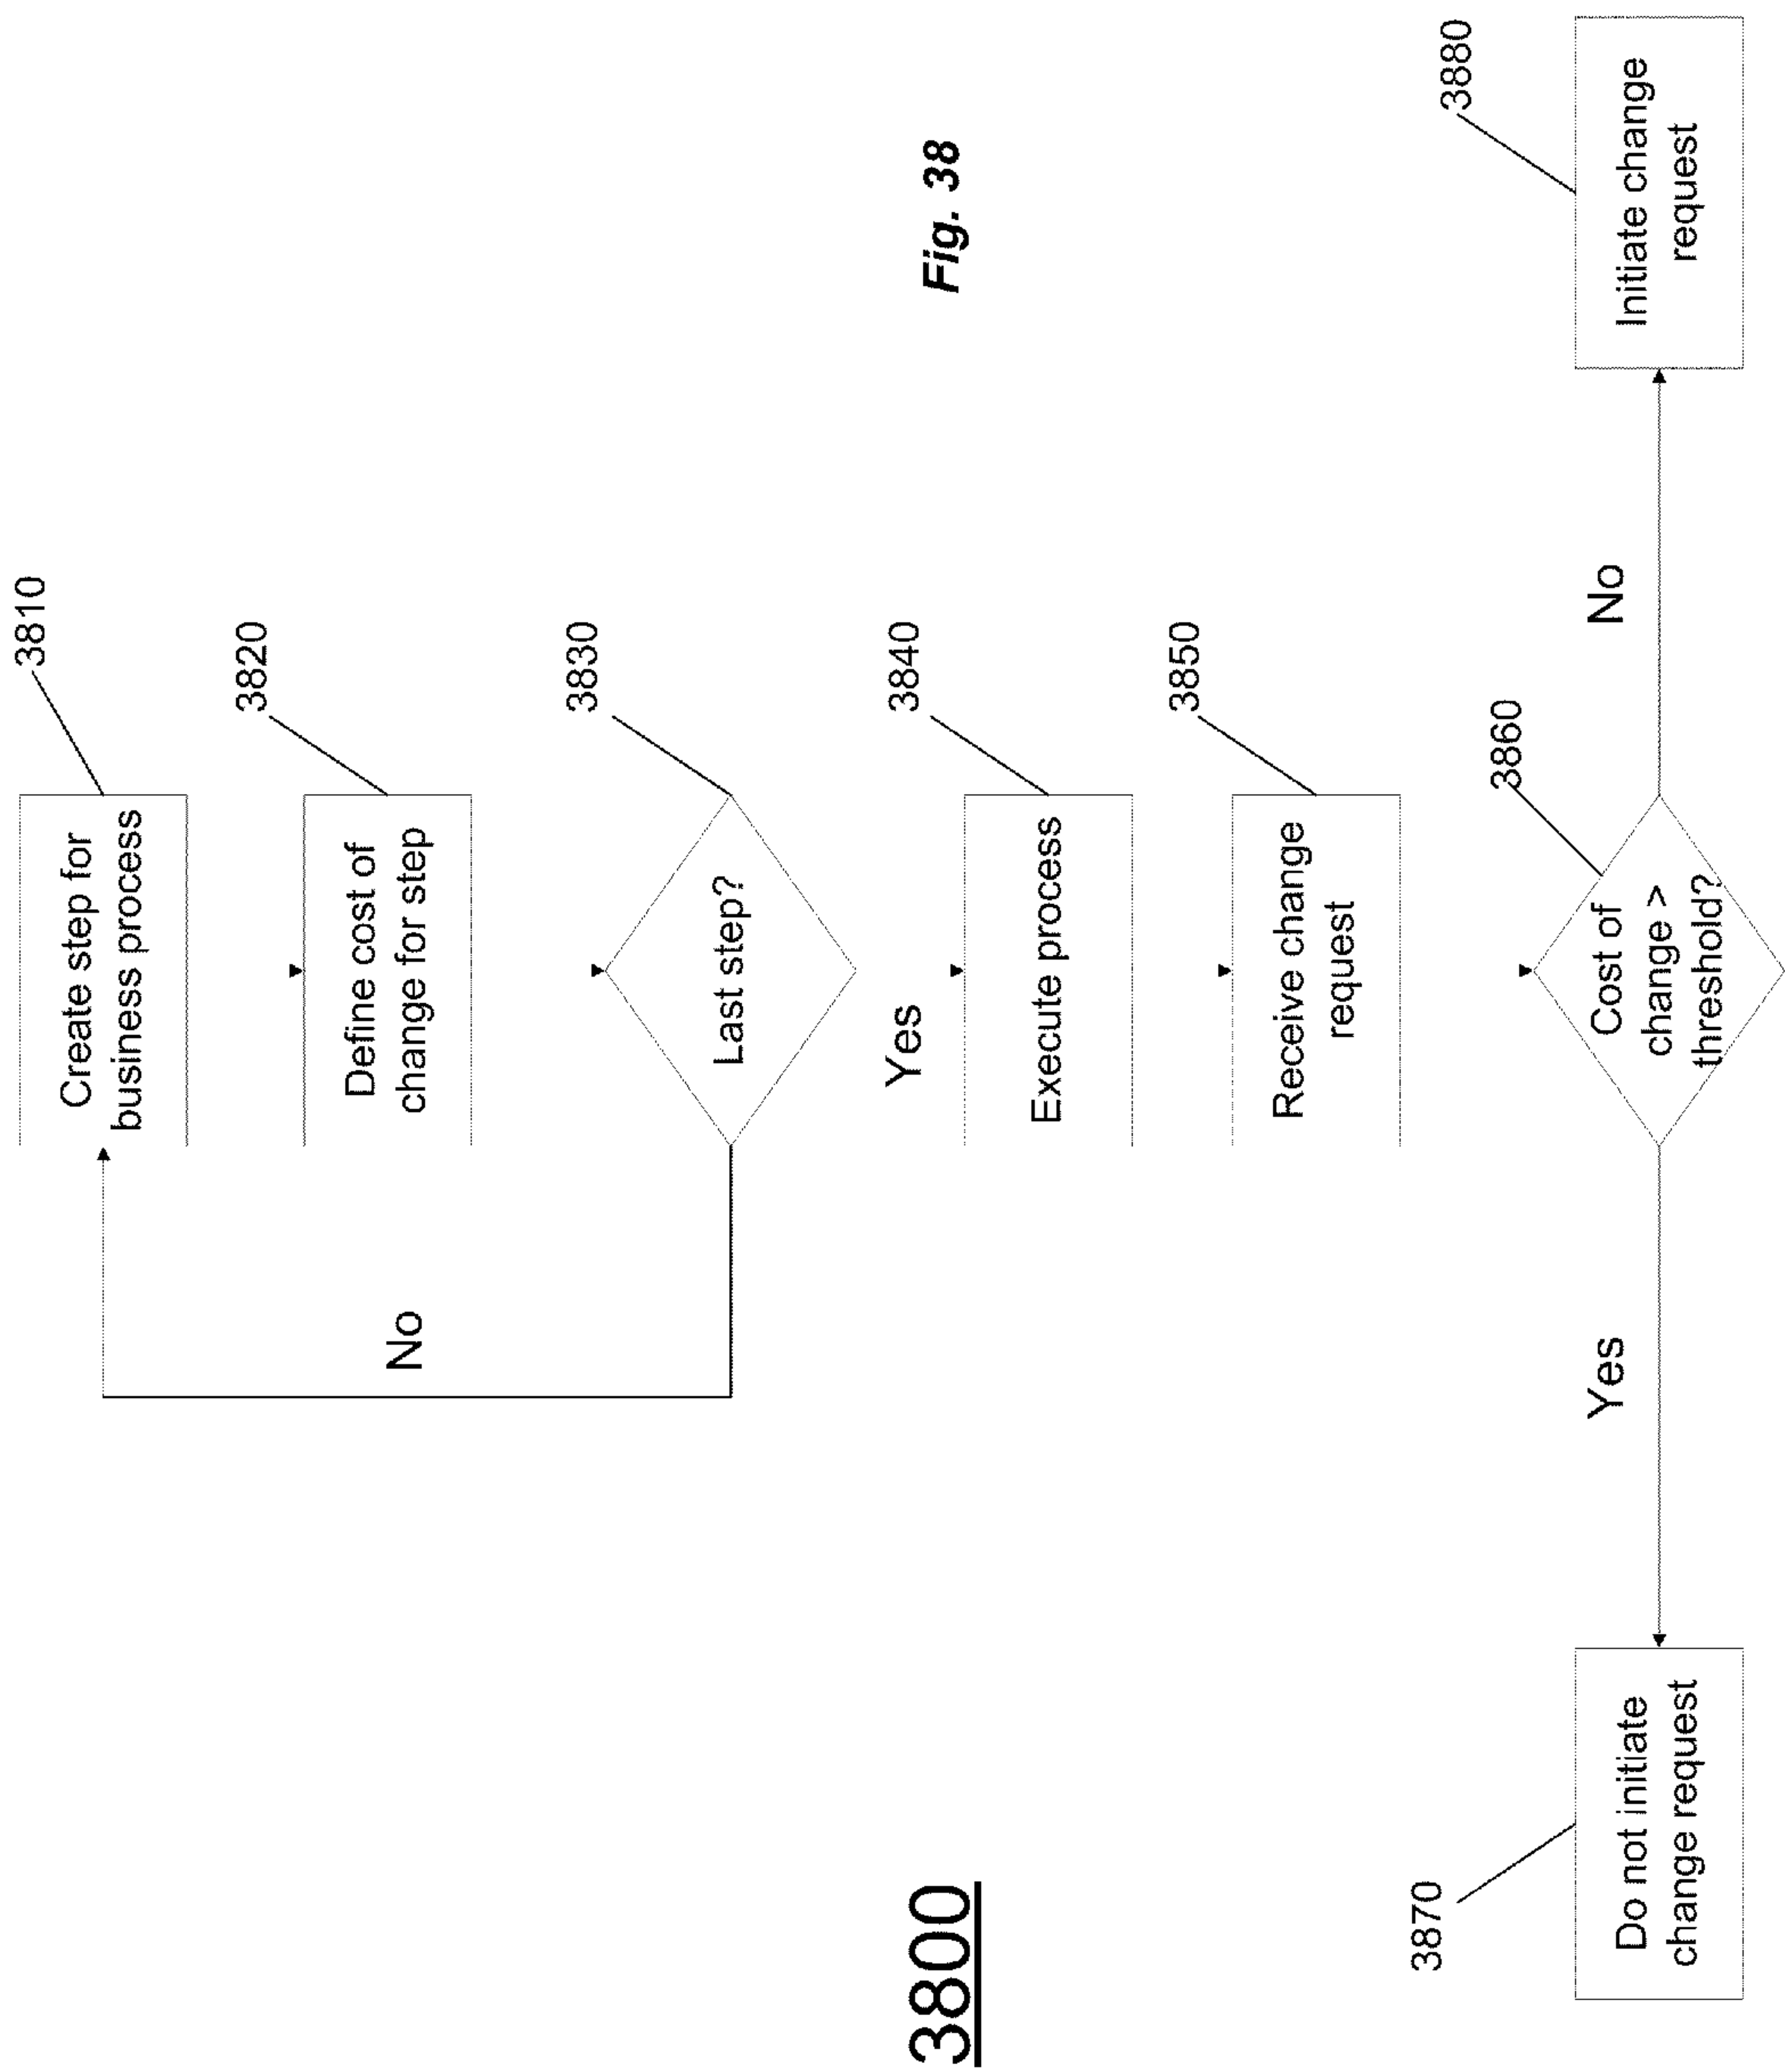 3810
Create step for
business process
3820
Define cost of
change for step
No
3830
Last step?
Yes
3840
Execute process
3800
Fig. 38
3850
Receive change
request
3860
Cost of
change >
threshold?
Yes
No
3870
Do not initiate
change request
3880
Initiate change
request